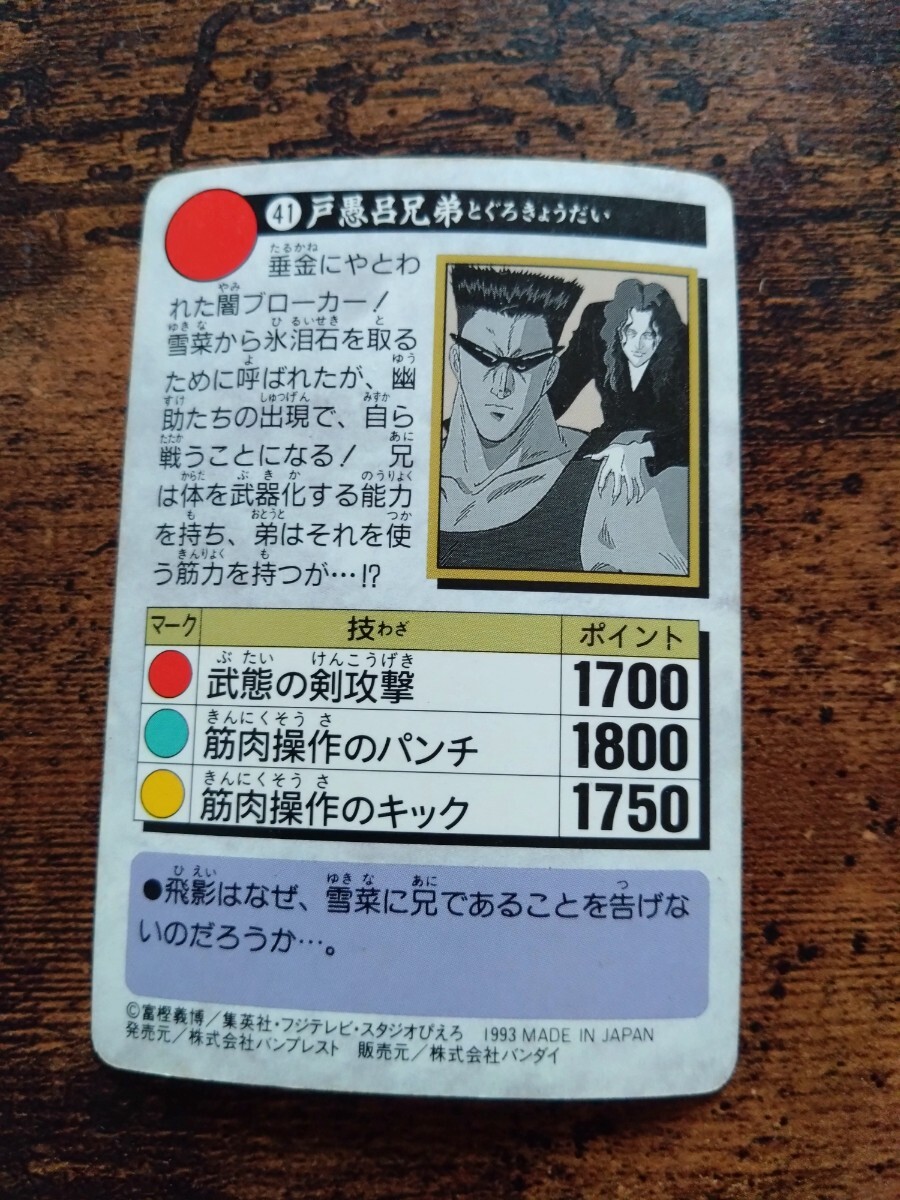 41 戸愚呂兄弟とぐろきょうだい
垂金にやとわ
れた闇ブローカー！
雪菜から氷泪石を取る
ために呼ばれたが、幽
助たちの出現で、自ら
戦うことになる！ 兄
は体を武器化する能力
を持ち、弟はそれを使
う筋力を持つが…!?
マーク 技わざ ポイント
武態の剣攻撃 1700
筋肉操作のパンチ 1800
筋肉操作のキック 1750
●飛影はなぜ、雪菜に兄であることを告げな
いのだろうか…。
©富樫義博／集英社・フジテレビ・スタジオぴえろ 1993 MADE IN JAPAN
発売元／株式会社バンプレスト 販売元／株式会社バンダイ